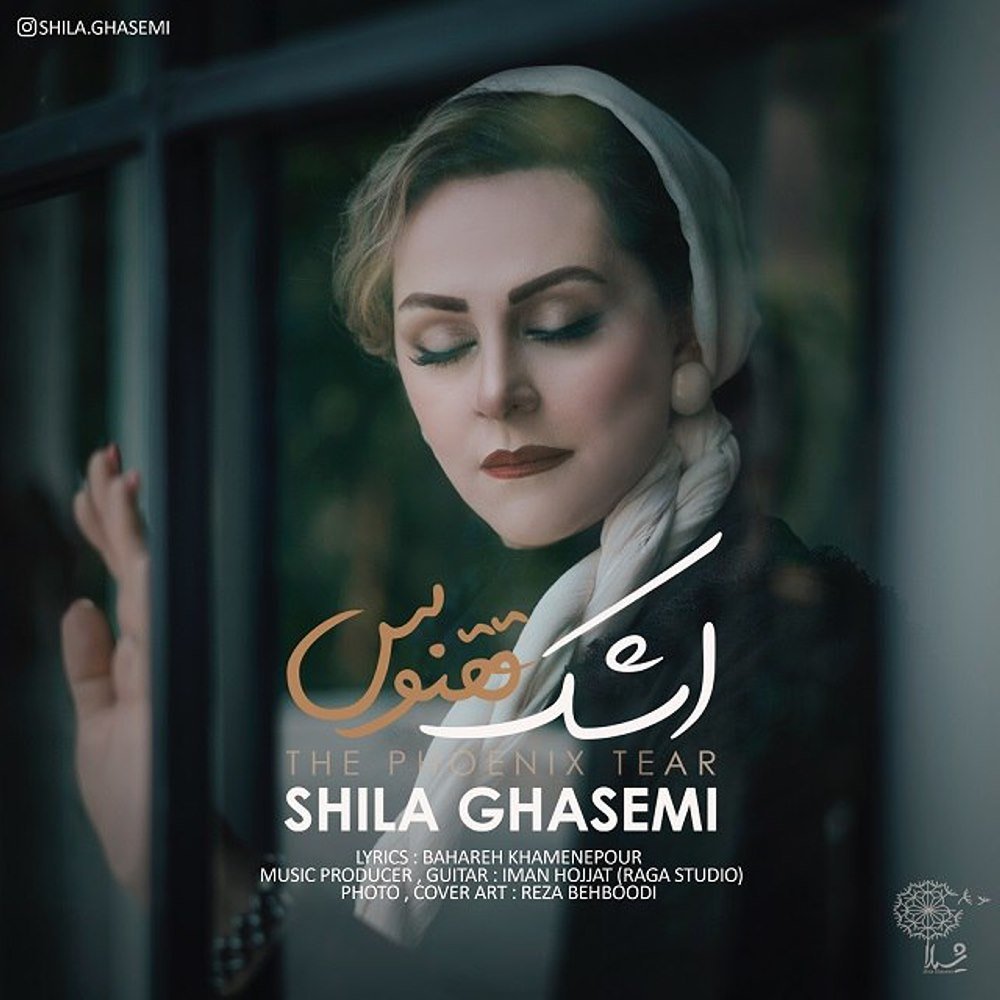 SHILA.GHASEMI
اشک ققنوس
THE PHOENIX TEAR
SHILA GHASEMI
LYRICS : BAHAREH KHAMENEPOUR
MUSIC PRODUCER , GUITAR : IMAN HOJJAT (RAGA STUDIO)
PHOTO , COVER ART : REZA BEHBOODI
شیلا